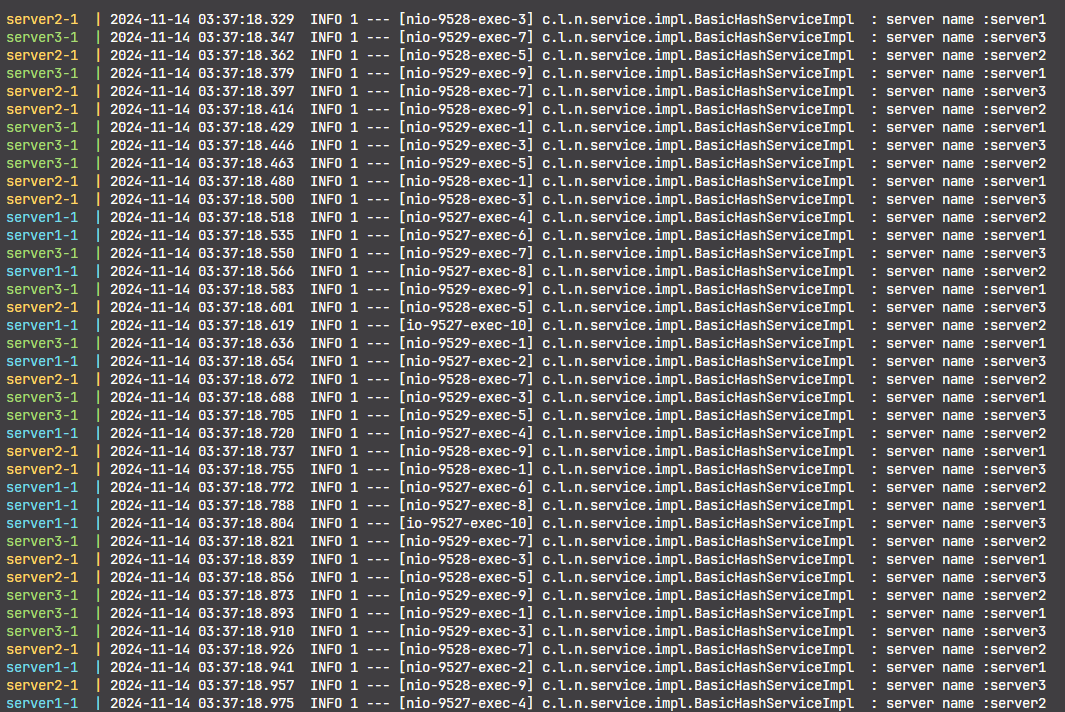 server2-1  | 2024-11-14 03:37:18.329  INFO 1 --- [nio-9528-exec-3] c.l.n.service.impl.BasicHashServiceImpl  : server name :server1
server3-1  | 2024-11-14 03:37:18.347  INFO 1 --- [nio-9529-exec-7] c.l.n.service.impl.BasicHashServiceImpl  : server name :server3
server2-1  | 2024-11-14 03:37:18.362  INFO 1 --- [nio-9528-exec-5] c.l.n.service.impl.BasicHashServiceImpl  : server name :server2
server3-1  | 2024-11-14 03:37:18.379  INFO 1 --- [nio-9529-exec-9] c.l.n.service.impl.BasicHashServiceImpl  : server name :server1
server2-1  | 2024-11-14 03:37:18.397  INFO 1 --- [nio-9528-exec-7] c.l.n.service.impl.BasicHashServiceImpl  : server name :server3
server2-1  | 2024-11-14 03:37:18.414  INFO 1 --- [nio-9528-exec-9] c.l.n.service.impl.BasicHashServiceImpl  : server name :server2
server3-1  | 2024-11-14 03:37:18.429  INFO 1 --- [nio-9529-exec-1] c.l.n.service.impl.BasicHashServiceImpl  : server name :server1
server3-1  | 2024-11-14 03:37:18.446  INFO 1 --- [nio-9529-exec-3] c.l.n.service.impl.BasicHashServiceImpl  : server name :server3
server3-1  | 2024-11-14 03:37:18.463  INFO 1 --- [nio-9529-exec-5] c.l.n.service.impl.BasicHashServiceImpl  : server name :server2
server2-1  | 2024-11-14 03:37:18.480  INFO 1 --- [nio-9528-exec-1] c.l.n.service.impl.BasicHashServiceImpl  : server name :server1
server2-1  | 2024-11-14 03:37:18.500  INFO 1 --- [nio-9528-exec-3] c.l.n.service.impl.BasicHashServiceImpl  : server name :server3
server1-1  | 2024-11-14 03:37:18.518  INFO 1 --- [nio-9527-exec-4] c.l.n.service.impl.BasicHashServiceImpl  : server name :server2
server1-1  | 2024-11-14 03:37:18.535  INFO 1 --- [nio-9527-exec-6] c.l.n.service.impl.BasicHashServiceImpl  : server name :server1
server3-1  | 2024-11-14 03:37:18.550  INFO 1 --- [nio-9529-exec-7] c.l.n.service.impl.BasicHashServiceImpl  : server name :server3
server1-1  | 2024-11-14 03:37:18.566  INFO 1 --- [nio-9527-exec-8] c.l.n.service.impl.BasicHashServiceImpl  : server name :server2
server3-1  | 2024-11-14 03:37:18.583  INFO 1 --- [nio-9529-exec-9] c.l.n.service.impl.BasicHashServiceImpl  : server name :server1
server2-1  | 2024-11-14 03:37:18.601  INFO 1 --- [nio-9528-exec-5] c.l.n.service.impl.BasicHashServiceImpl  : server name :server3
server1-1  | 2024-11-14 03:37:18.619  INFO 1 --- [io-9527-exec-10] c.l.n.service.impl.BasicHashServiceImpl  : server name :server2
server3-1  | 2024-11-14 03:37:18.636  INFO 1 --- [nio-9529-exec-1] c.l.n.service.impl.BasicHashServiceImpl  : server name :server1
server1-1  | 2024-11-14 03:37:18.654  INFO 1 --- [nio-9527-exec-2] c.l.n.service.impl.BasicHashServiceImpl  : server name :server3
server2-1  | 2024-11-14 03:37:18.672  INFO 1 --- [nio-9528-exec-7] c.l.n.service.impl.BasicHashServiceImpl  : server name :server2
server3-1  | 2024-11-14 03:37:18.688  INFO 1 --- [nio-9529-exec-3] c.l.n.service.impl.BasicHashServiceImpl  : server name :server1
server3-1  | 2024-11-14 03:37:18.705  INFO 1 --- [nio-9529-exec-5] c.l.n.service.impl.BasicHashServiceImpl  : server name :server3
server1-1  | 2024-11-14 03:37:18.720  INFO 1 --- [nio-9527-exec-4] c.l.n.service.impl.BasicHashServiceImpl  : server name :server2
server2-1  | 2024-11-14 03:37:18.737  INFO 1 --- [nio-9528-exec-9] c.l.n.service.impl.BasicHashServiceImpl  : server name :server1
server2-1  | 2024-11-14 03:37:18.755  INFO 1 --- [nio-9528-exec-1] c.l.n.service.impl.BasicHashServiceImpl  : server name :server3
server1-1  | 2024-11-14 03:37:18.772  INFO 1 --- [nio-9527-exec-6] c.l.n.service.impl.BasicHashServiceImpl  : server name :server2
server1-1  | 2024-11-14 03:37:18.788  INFO 1 --- [nio-9527-exec-8] c.l.n.service.impl.BasicHashServiceImpl  : server name :server1
server1-1  | 2024-11-14 03:37:18.804  INFO 1 --- [io-9527-exec-10] c.l.n.service.impl.BasicHashServiceImpl  : server name :server3
server3-1  | 2024-11-14 03:37:18.821  INFO 1 --- [nio-9529-exec-7] c.l.n.service.impl.BasicHashServiceImpl  : server name :server2
server2-1  | 2024-11-14 03:37:18.839  INFO 1 --- [nio-9528-exec-3] c.l.n.service.impl.BasicHashServiceImpl  : server name :server1
server2-1  | 2024-11-14 03:37:18.856  INFO 1 --- [nio-9528-exec-5] c.l.n.service.impl.BasicHashServiceImpl  : server name :server3
server3-1  | 2024-11-14 03:37:18.873  INFO 1 --- [nio-9529-exec-9] c.l.n.service.impl.BasicHashServiceImpl  : server name :server2
server3-1  | 2024-11-14 03:37:18.893  INFO 1 --- [nio-9529-exec-1] c.l.n.service.impl.BasicHashServiceImpl  : server name :server1
server3-1  | 2024-11-14 03:37:18.910  INFO 1 --- [nio-9529-exec-3] c.l.n.service.impl.BasicHashServiceImpl  : server name :server3
server2-1  | 2024-11-14 03:37:18.926  INFO 1 --- [nio-9528-exec-7] c.l.n.service.impl.BasicHashServiceImpl  : server name :server2
server1-1  | 2024-11-14 03:37:18.941  INFO 1 --- [nio-9527-exec-2] c.l.n.service.impl.BasicHashServiceImpl  : server name :server1
server2-1  | 2024-11-14 03:37:18.957  INFO 1 --- [nio-9528-exec-9] c.l.n.service.impl.BasicHashServiceImpl  : server name :server3
server1-1  | 2024-11-14 03:37:18.975  INFO 1 --- [nio-9527-exec-4] c.l.n.service.impl.BasicHashServiceImpl  : server name :server2